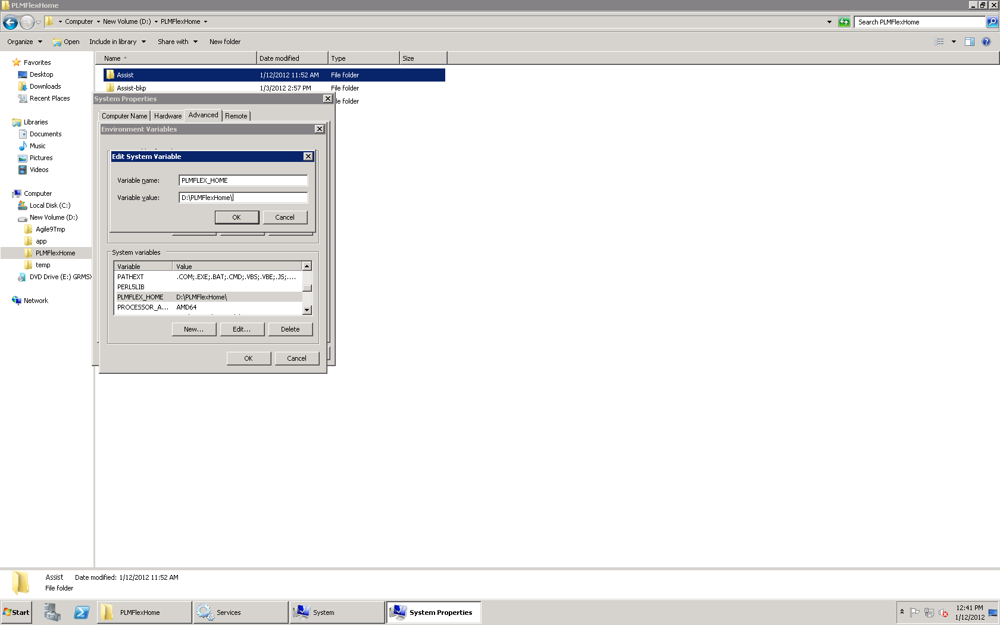 PLMFlexHome
Computer New Volume (D:) PLMFlexHome
Search PLMFlexHome
Organize Open Include in library Share with New folder
Favorites
Desktop
Downloads
Recent Places
Libraries
Documents
Music
Pictures
Videos
Computer
Local Disk (C:)
New Volume (D:)
Agile9Tmp
app
PLMFlexHome
temp
DVD Drive (E:) GRMSX
Network
Name Date modified Type Size
Assist 1/12/2012 11:52 AM File folder
Assist-bkp 1/3/2012 2:57 PM File folder
le folder
System Properties
Computer Name Hardware Advanced Remote
Environment Variables
Edit System Variable
Variable name: PLMFLEX_HOME
Variable value: D:\PLMFlexHome\
OK Cancel
System variables
Variable Value
PATHEXT .COM;.EXE;.BAT;.CMD;.VBS;.VBE;.JS;....
PERL5LIB
PLMFLEX_HOME D:\PLMFlexHome\
PROCESSOR_A... AMD64
New... Edit... Delete
OK Cancel
Assist Date modified: 1/12/2012 11:52 AM
File folder
Start PLMFlexHome Services System System Properties
12:41 PM
1/12/2012